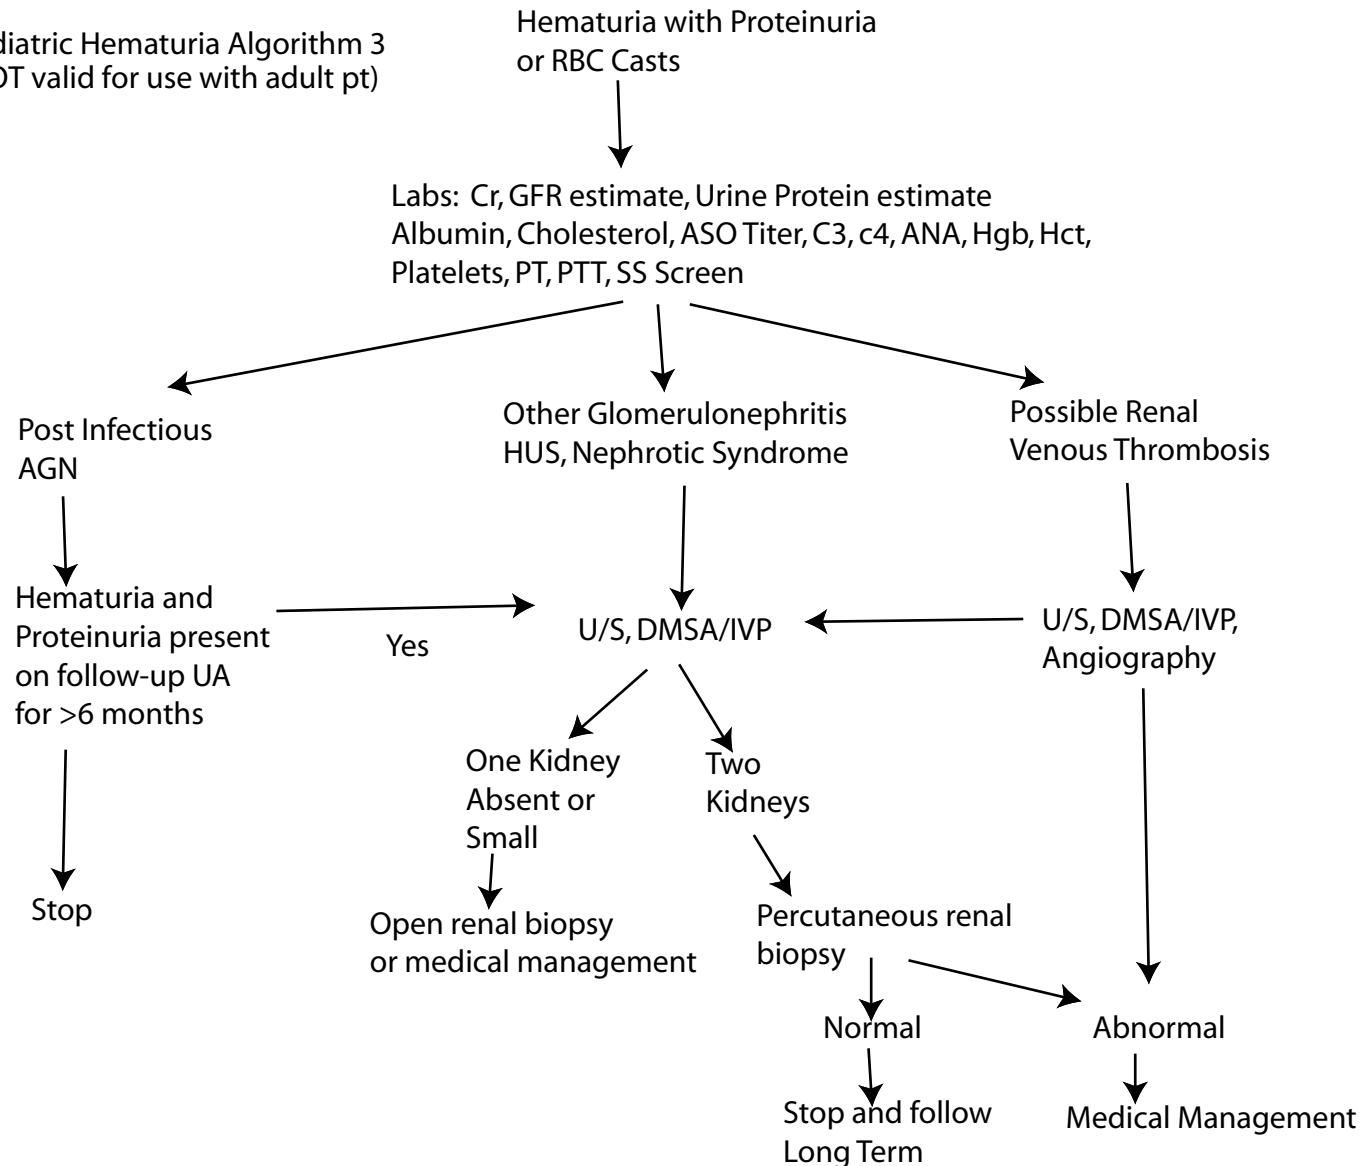 diatric Hematuria Algorithm 3
OT valid for use with adult pt)
Hematuria with Proteinuria
or RBC Casts
Labs: Cr, GFR estimate, Urine Protein estimate
Albumin, Cholesterol, ASO Titer, C3, c4, ANA, Hgb, Hct,
Platelets, PT, PTT, SS Screen
Post Infectious
AGN
Other Glomerulonephritis
HUS, Nephrotic Syndrome
Possible Renal
Venous Thrombosis
Hematuria and
Proteinuria present
on follow-up UA
for >6 months
Yes
U/S, DMSA/IVP
U/S, DMSA/IVP,
Angiography
One Kidney
Absent or
Small
Two
Kidneys
Stop
Open renal biopsy
or medical management
Percutaneous renal
biopsy
Normal
Abnormal
Stop and follow
Long Term
Medical Management